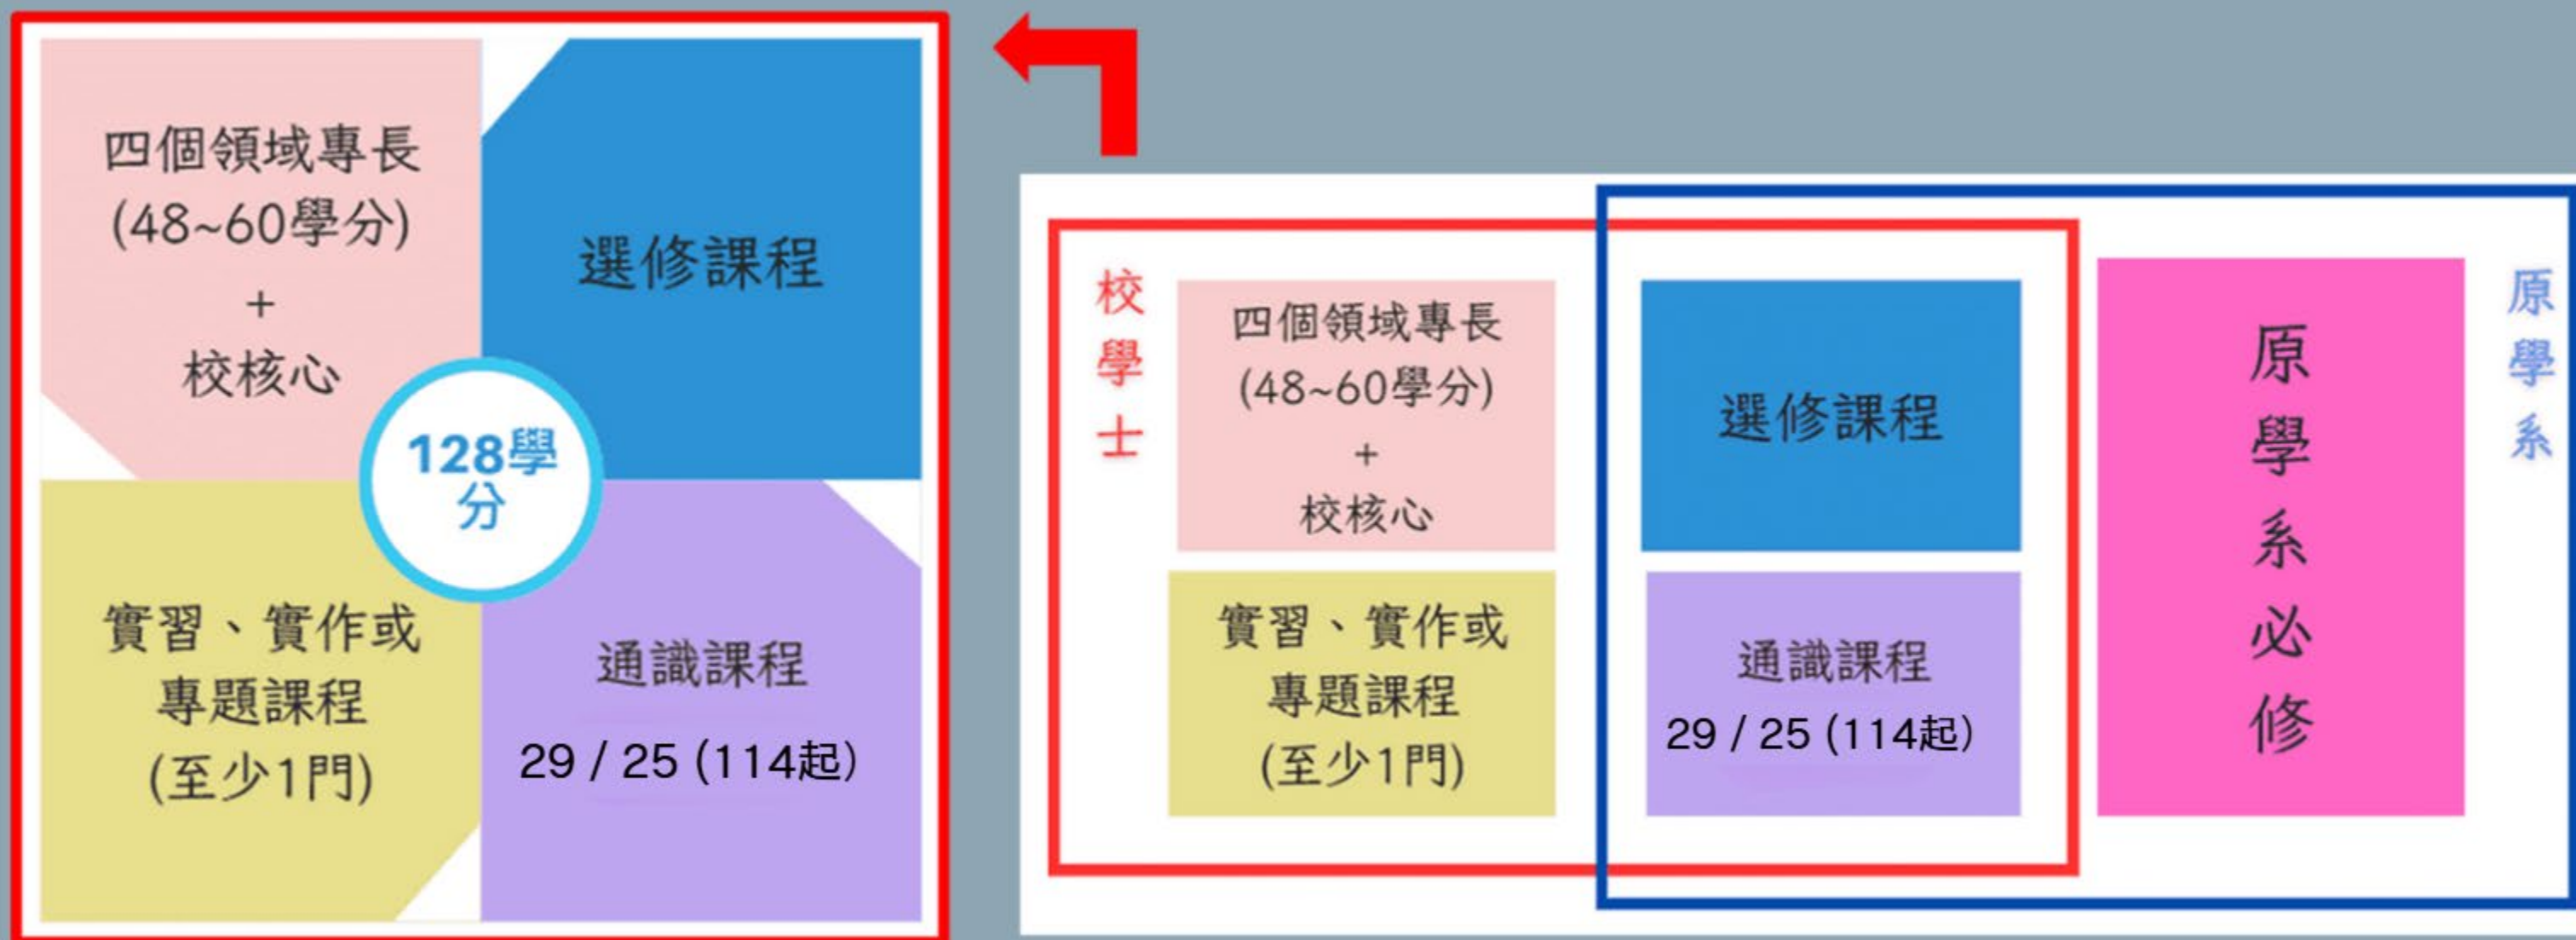 四個領域專長
(48~60學分)
+
校核心
選修課程
128學
分
實習、實作或
專題課程
(至少1門)
通識課程
29 / 25 (114起)
校學士
四個領域專長
(48~60學分)
+
校核心
實習、實作或
專題課程
(至少1門)
選修課程
通識課程
29 / 25 (114起)
原學系必修
原學系